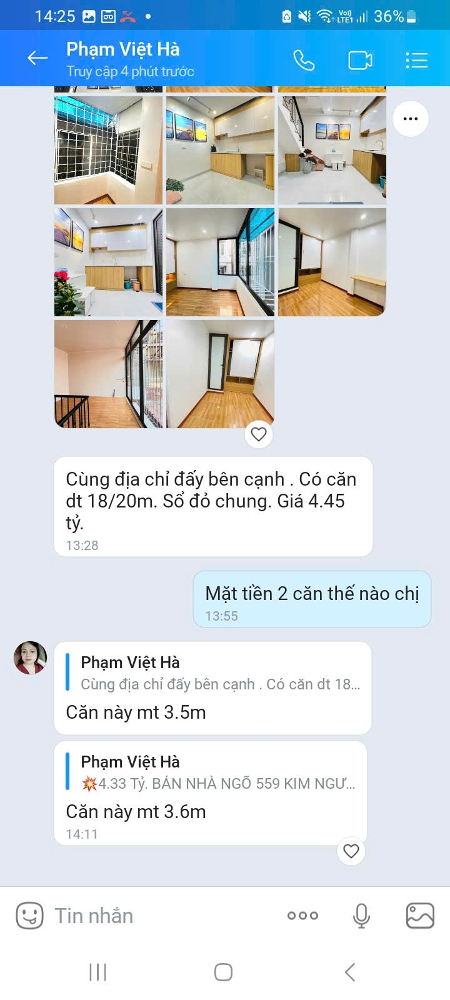 14:25
Vo)) LTE1 36%
Phạm Việt Hà
Truy cập 4 phút trước
Cùng địa chỉ đấy bên cạnh . Có căn
dt 18/20m. Sổ đỏ chung. Giá 4.45
tỷ.
13:28
Mặt tiền 2 căn thế nào chị
13:55
Phạm Việt Hà
Cùng địa chỉ đấy bên cạnh . Có căn dt 18...
Căn này mt 3.5m
Phạm Việt Hà
💥4.33 Tỷ. BÁN NHÀ NGÕ 559 KIM NGƯ...
Căn này mt 3.6m
14:11
Tin nhắn